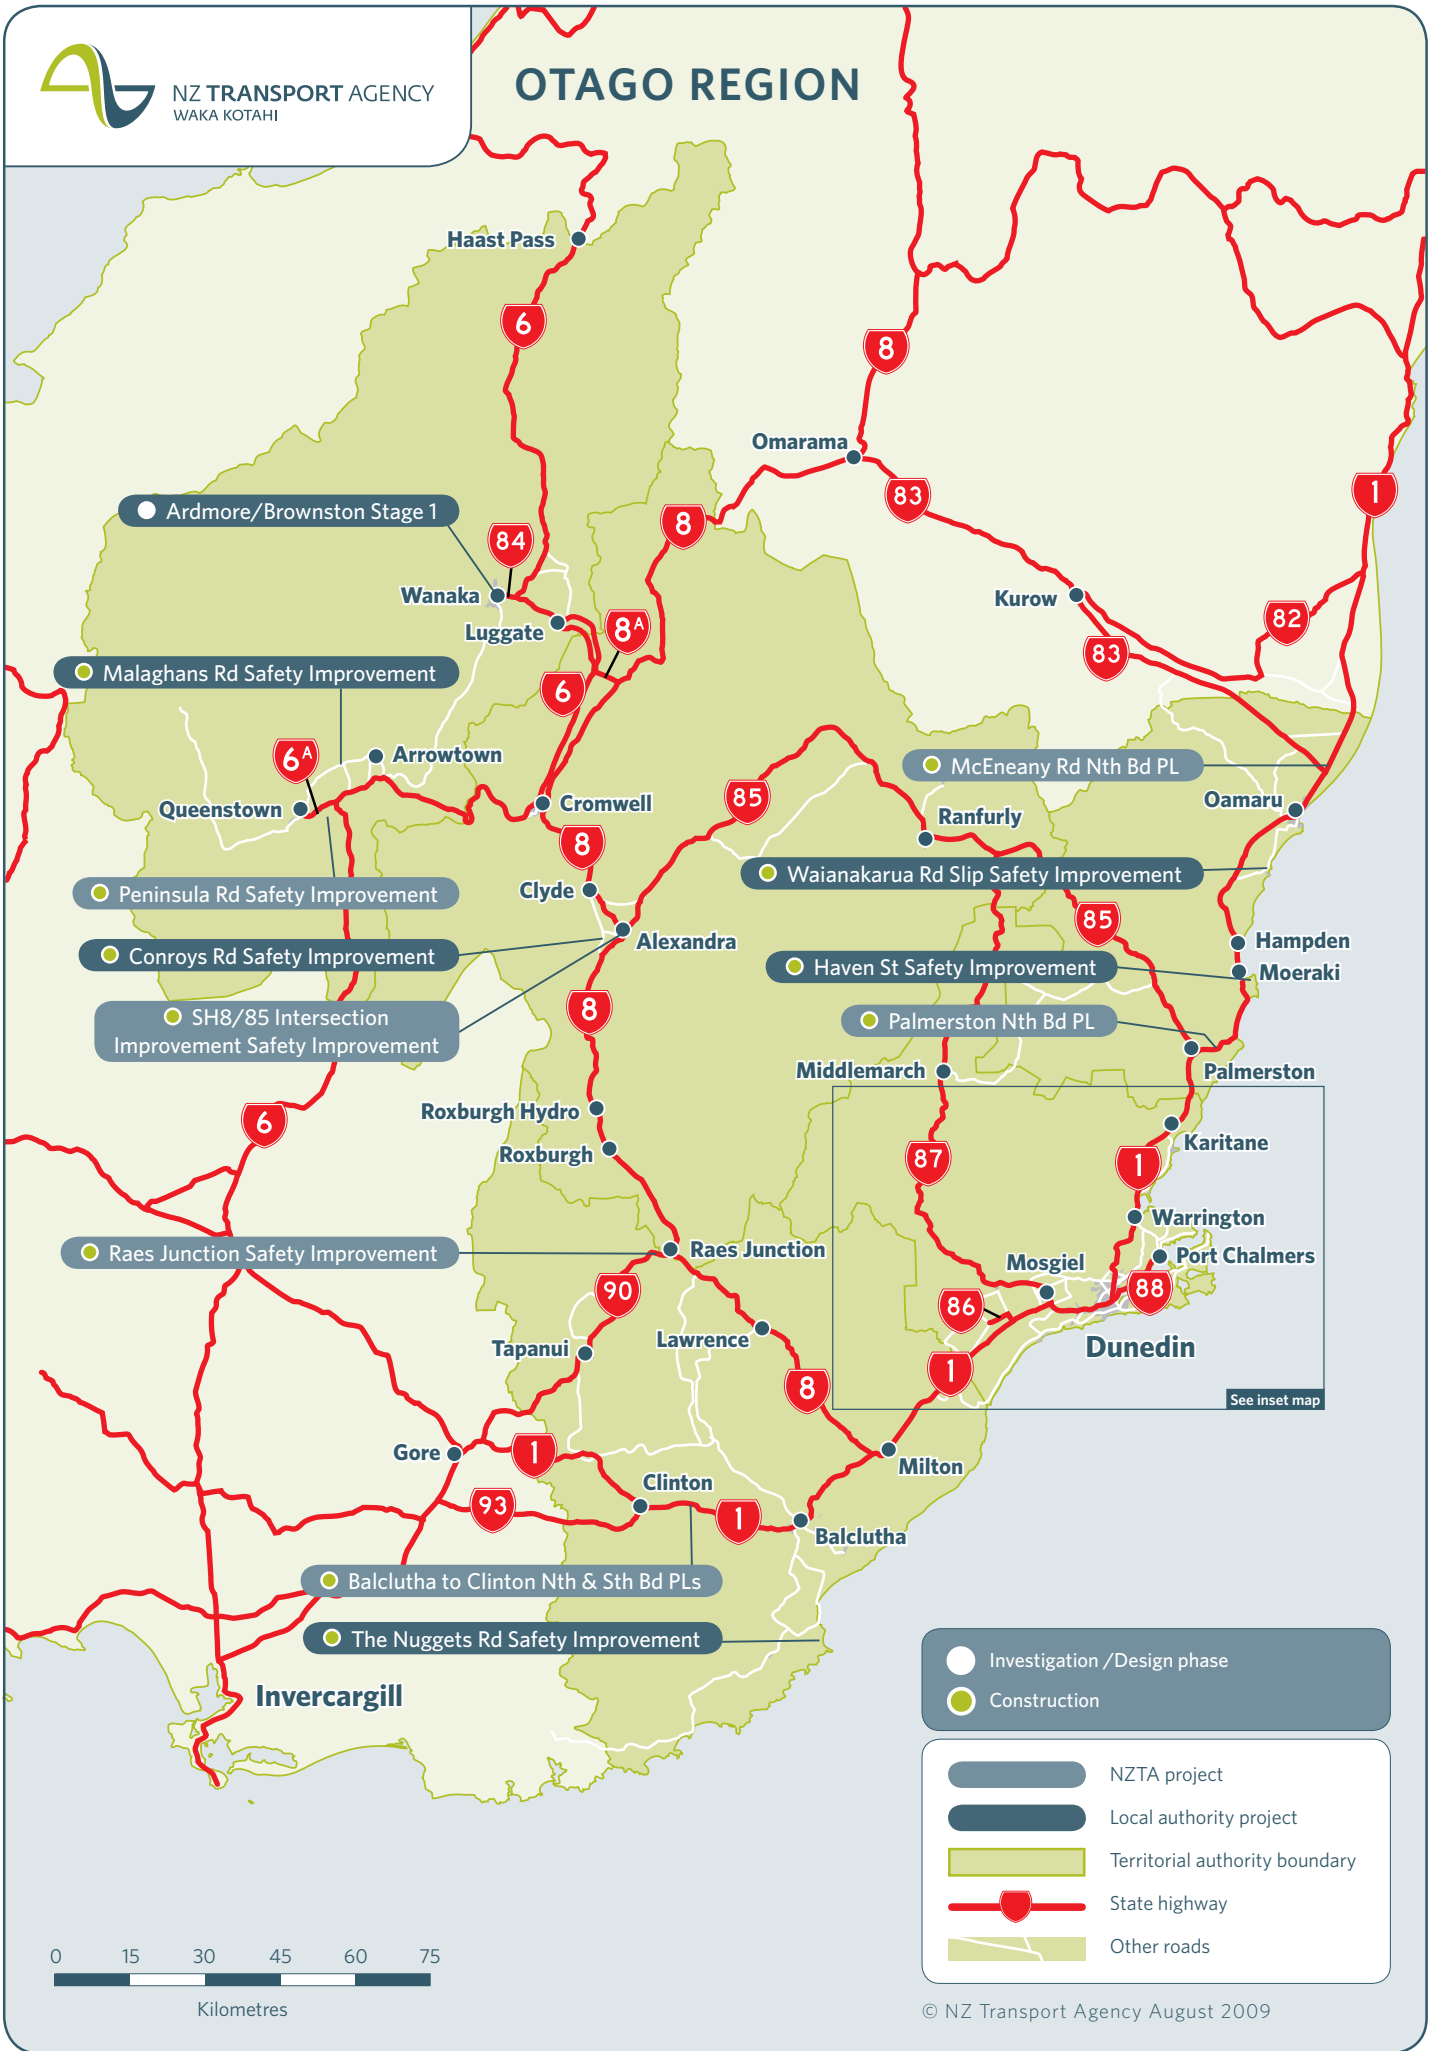 NZ TRANSPORT AGENCY
WAKA KOTAHI
OTAGO REGION
Haast Pass
6
8
Omarama
83
1
Ardmore/Brownston Stage 1
84
8
Wanaka
Kurow
Luggate
8A
82
83
Malaghans Rd Safety Improvement
6
6A
Arrowtown
McEneany Rd Nth Bd PL
Queenstown
Cromwell
85
Oamaru
Ranfurly
8
Waianakarua Rd Slip Safety Improvement
Peninsula Rd Safety Improvement
Clyde
85
Alexandra
Hampden
Conroys Rd Safety Improvement
Haven St Safety Improvement
Moeraki
8
SH8/85 Intersection
Improvement Safety Improvement
Palmerston Nth Bd PL
Middlemarch
Palmerston
6
Roxburgh Hydro
Karitane
Roxburgh
87
1
Warrington
Raes Junction Safety Improvement
Raes Junction
Port Chalmers
Mosgiel
90
86
88
Lawrence
Tapanui
Dunedin
8
1
See inset map
Gore
1
Milton
Clinton
93
1
Balclutha
Balclutha to Clinton Nth & Sth Bd PLs
The Nuggets Rd Safety Improvement
Invercargill
Investigation /Design phase
Construction
NZTA project
Local authority project
Territorial authority boundary
State highway
Other roads
0 15 30 45 60 75
Kilometres
© NZ Transport Agency August 2009